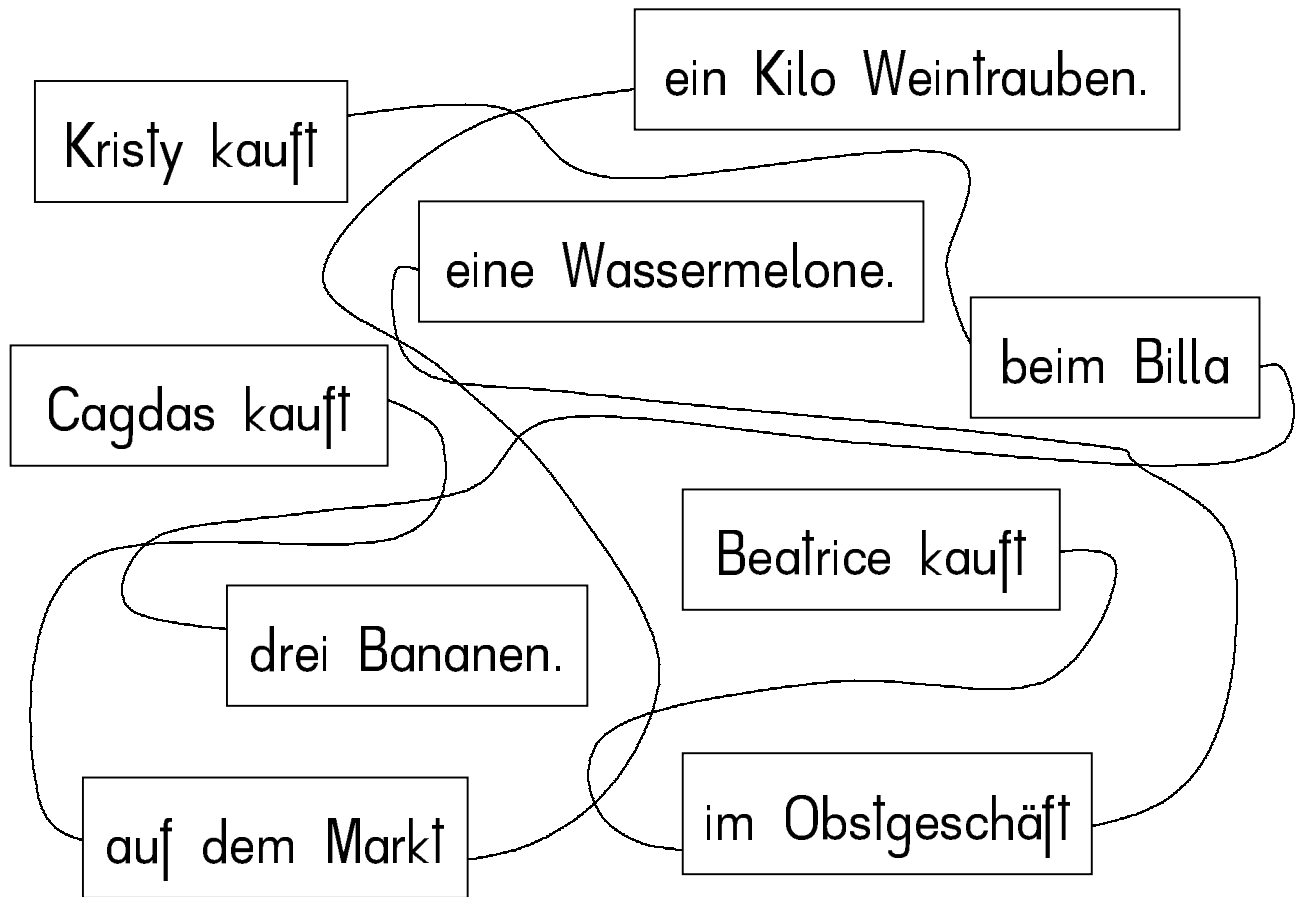 ein Kilo Weintrauben.
Kristy kauft
eine Wassermelone.
beim Billa
Cagdas kauft
Beatrice kauft
drei Bananen.
im Obstgeschäft
auf dem Markt